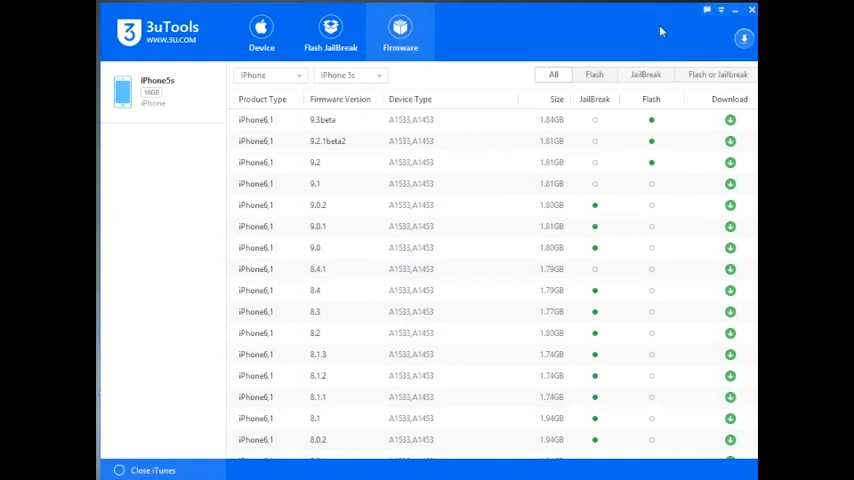 3 3uTools
WWW.3U.COM
Device Flash JailBreak Firmware
iPhone5s
16GB
iPhone
iPhone iPhone 5s All Flash JailBreak Flash or Jailbreak
Product Type Firmware Version Device Type Size JailBreak Flash Download
iPhone6,1 9.3beta A1533,A1453 1.84GB
iPhone6,1 9.2.1beta2 A1533,A1453 1.81GB
iPhone6,1 9.2 A1533,A1453 1.81GB
iPhone6,1 9.1 A1533,A1453 1.81GB
iPhone6,1 9.0.2 A1533,A1453 1.80GB
iPhone6,1 9.0.1 A1533,A1453 1.81GB
iPhone6,1 9.0 A1533,A1453 1.80GB
iPhone6,1 8.4.1 A1533,A1453 1.79GB
iPhone6,1 8.4 A1533,A1453 1.79GB
iPhone6,1 8.3 A1533,A1453 1.77GB
iPhone6,1 8.2 A1533,A1453 1.80GB
iPhone6,1 8.1.3 A1533,A1453 1.74GB
iPhone6,1 8.1.2 A1533,A1453 1.74GB
iPhone6,1 8.1.1 A1533,A1453 1.74GB
iPhone6,1 8.1 A1533,A1453 1.94GB
iPhone6,1 8.0.2 A1533,A1453 1.94GB
Close iTunes